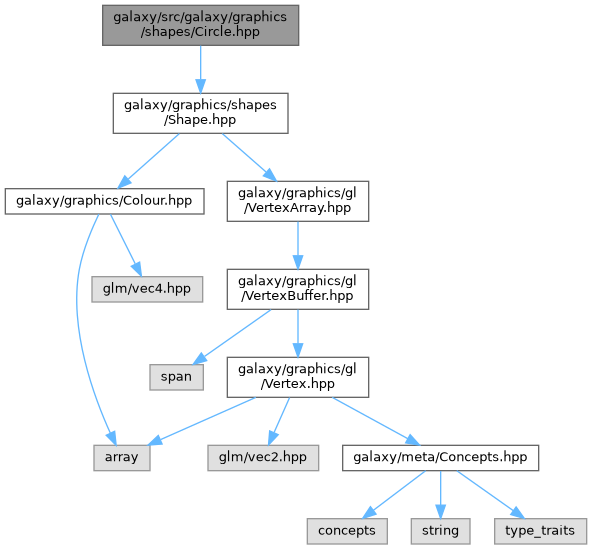 galaxy/src/galaxy/graphics
/shapes/Circle.hpp
galaxy/graphics/shapes
/Shape.hpp
galaxy/graphics/Colour.hpp
galaxy/graphics/gl
/VertexArray.hpp
glm/vec4.hpp
galaxy/graphics/gl
/VertexBuffer.hpp
span
galaxy/graphics/gl
/Vertex.hpp
array
glm/vec2.hpp
galaxy/meta/Concepts.hpp
concepts
string
type_traits